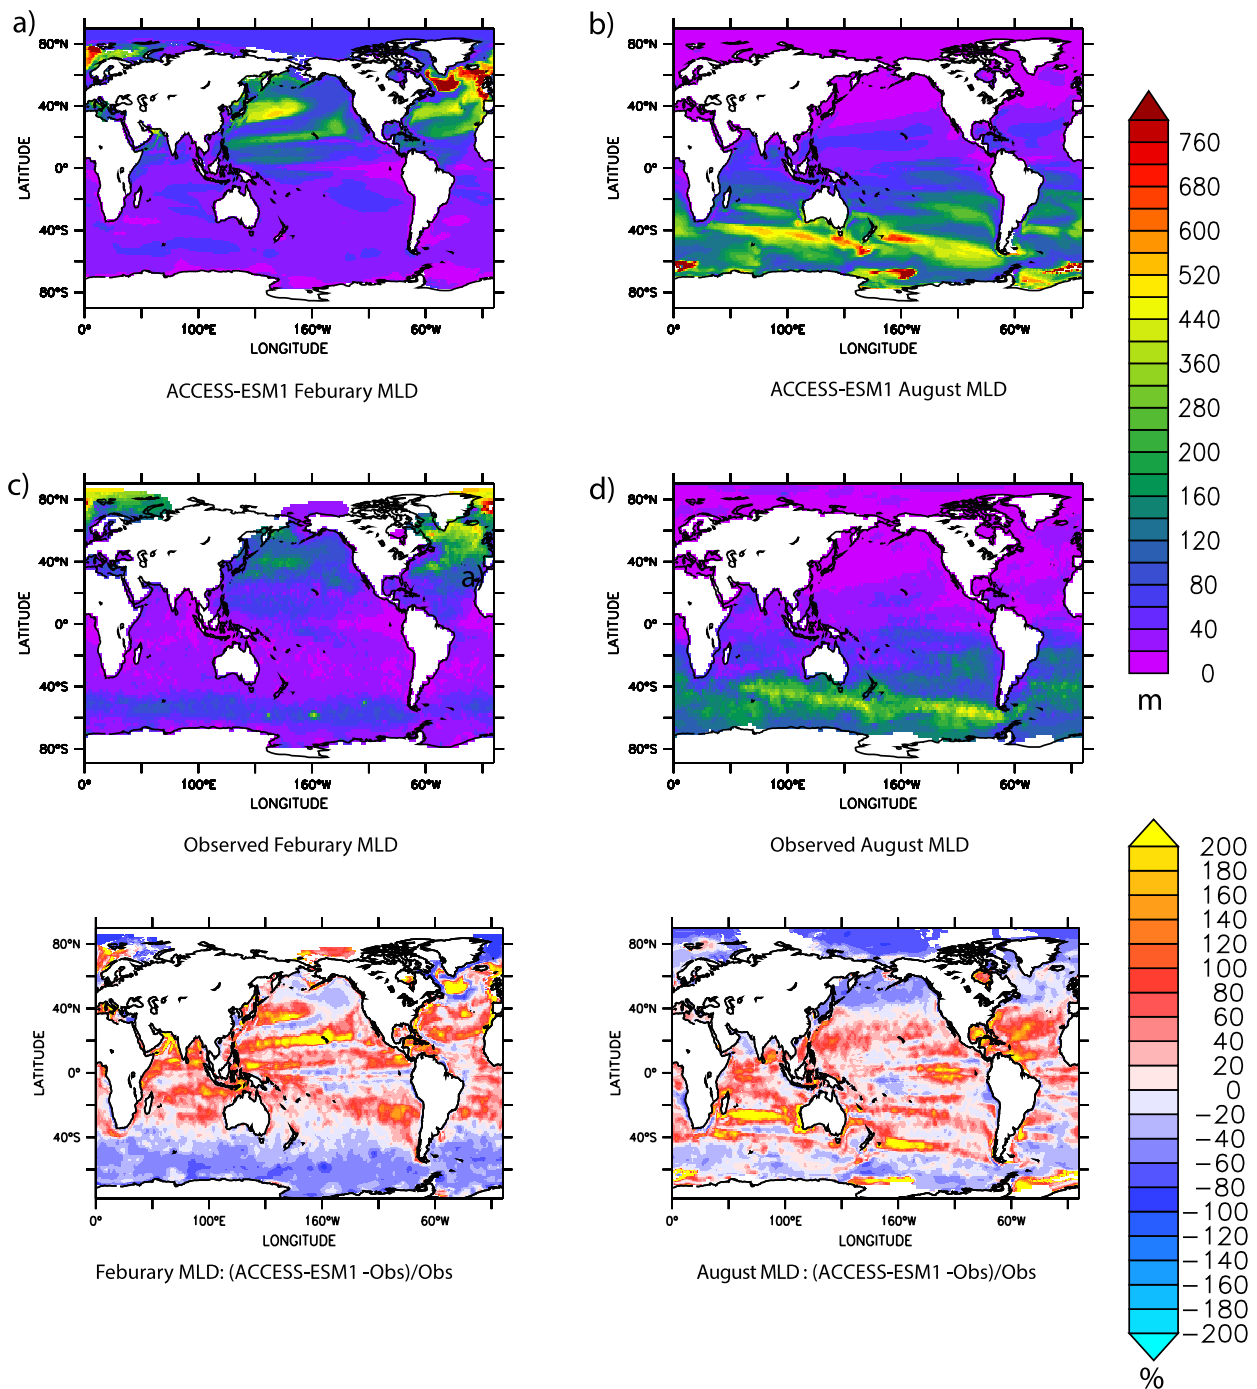 a)
b)
80°N
40°N
0°
40°S
80°S
LATITUDE
0°
100°E
160°W
60°W
LONGITUDE
ACCESS-ESM1 Feburary MLD
80°N
40°N
0°
40°S
80°S
LATITUDE
0°
100°E
160°W
60°W
LONGITUDE
ACCESS-ESM1 August MLD
760
680
600
520
440
360
280
200
160
120
80
40
0
m
c)
d)
80°N
40°N
0°
40°S
80°S
LATITUDE
a)
0°
100°E
160°W
60°W
LONGITUDE
Observed Feburary MLD
80°N
40°N
0°
40°S
80°S
LATITUDE
0°
100°E
160°W
60°W
LONGITUDE
Observed August MLD
80°N
40°N
0°
40°S
LATITUDE
0°
100°E
160°W
60°W
LONGITUDE
Feburary MLD: (ACCESS-ESM1 -Obs)/Obs
80°N
40°N
0°
40°S
LATITUDE
0°
100°E
160°W
60°W
LONGITUDE
August MLD : (ACCESS-ESM1 -Obs)/Obs
200
180
160
140
120
100
80
60
40
20
0
−20
−40
−60
−80
−100
−120
−140
−160
−180
−200
%